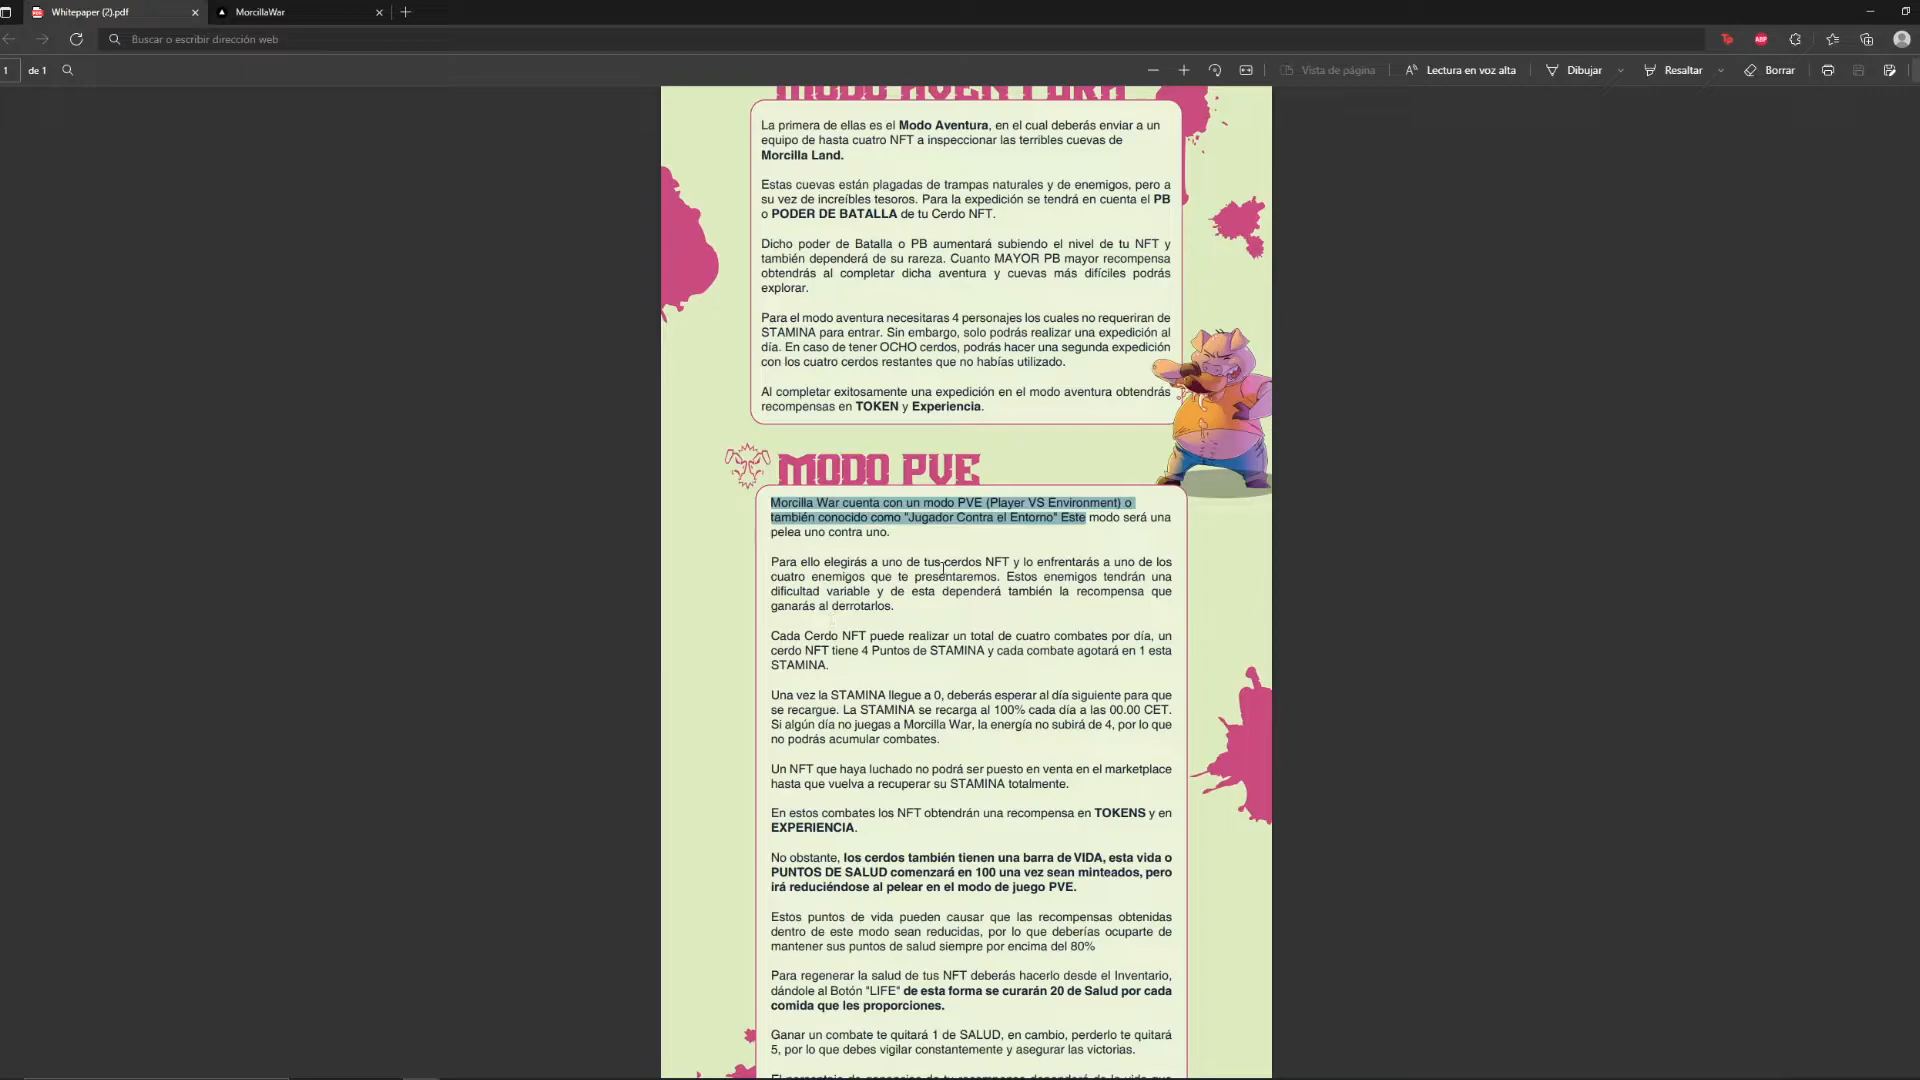 Whitepaper (2).pdf
MorcillaWar
Buscar o escribir dirección web
ABP
1 de 1
Vista de página
Lectura en voz alta
Dibujar
Resaltar
Borrar
MODO AVENTURA
La primera de ellas es el Modo Aventura, en el cual deberás enviar a un
equipo de hasta cuatro NFT a inspeccionar las terribles cuevas de
Morcilla Land.
Estas cuevas están plagadas de trampas naturales y de enemigos, pero a
su vez de increíbles tesoros. Para la expedición se tendrá en cuenta el PB
o PODER DE BATALLA de tu Cerdo NFT.
Dicho poder de Batalla o PB aumentará subiendo el nivel de tu NFT y
también dependerá de su rareza. Cuanto MAYOR PB mayor recompensa
obtendrás al completar dicha aventura y cuevas más difíciles podrás
explorar.
Para el modo aventura necesitaras 4 personajes los cuales no requeriran de
STAMINA para entrar. Sin embargo, solo podrás realizar una expedición al
día. En caso de tener OCHO cerdos, podrás hacer una segunda expedición
con los cuatro cerdos restantes que no habías utilizado.
Al completar exitosamente una expedición en el modo aventura obtendrás
recompensas en TOKEN y Experiencia.
MODO PVE
Morcilla War cuenta con un modo PVE (Player VS Environment) o
también conocido como "Jugador Contra el Entorno" Este modo será una
pelea uno contra uno.
Para ello elegirás a uno de tus cerdos NFT y lo enfrentarás a uno de los
cuatro enemigos que te presentaremos. Estos enemigos tendrán una
dificultad variable y de esta dependerá también la recompensa que
ganarás al derrotarlos.
Cada Cerdo NFT puede realizar un total de cuatro combates por día, un
cerdo NFT tiene 4 Puntos de STAMINA y cada combate agotará en 1 esta
STAMINA.
Una vez la STAMINA llegue a 0, deberás esperar al día siguiente para que
se recargue. La STAMINA se recarga al 100% cada día a las 00.00 CET.
Si algún día no juegas a Morcilla War, la energía no subirá de 4, por lo que
no podrás acumular combates.
Un NFT que haya luchado no podrá ser puesto en venta en el marketplace
hasta que vuelva a recuperar su STAMINA totalmente.
En estos combates los NFT obtendrán una recompensa en TOKENS y en
EXPERIENCIA.
No obstante, los cerdos también tienen una barra de VIDA, esta vida o
PUNTOS DE SALUD comenzará en 100 una vez sean minteados, pero
irá reduciéndose al pelear en el modo de juego PVE.
Estos puntos de vida pueden causar que las recompensas obtenidas
dentro de este modo sean reducidas, por lo que deberías ocuparte de
mantener sus puntos de salud siempre por encima del 80%
Para regenerar la salud de tus NFT deberás hacerlo desde el Inventario,
dándole al Botón "LIFE" de esta forma se curarán 20 de Salud por cada
comida que les proporciones.
Ganar un combate te quitará 1 de SALUD, en cambio, perderlo te quitará
5, por lo que debes vigilar constantemente y asegurar las victorias.